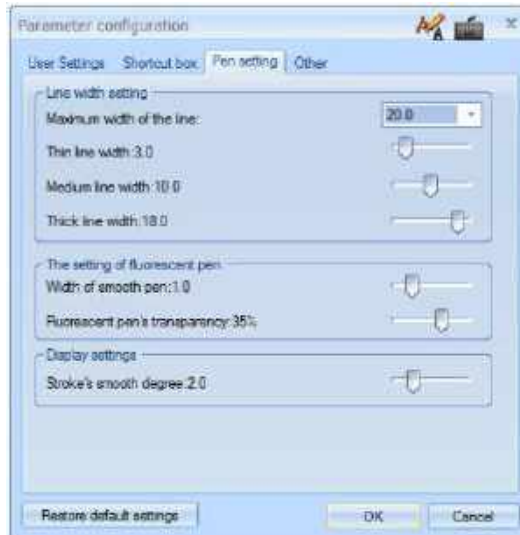 Parameter configuration
User Settings Shortcut box Pen setting Other
Line width setting
Maximum width of the line: 20.0
Thin line width:3.0
Medium line width:10.0
Thick line width:18.0
The setting of fluorescent pen
Width of smooth pen:1.0
Fluorescent pen's transparency:35%
Display settings
Stroke's smooth degree:2.0
Restore default settings OK Cancel